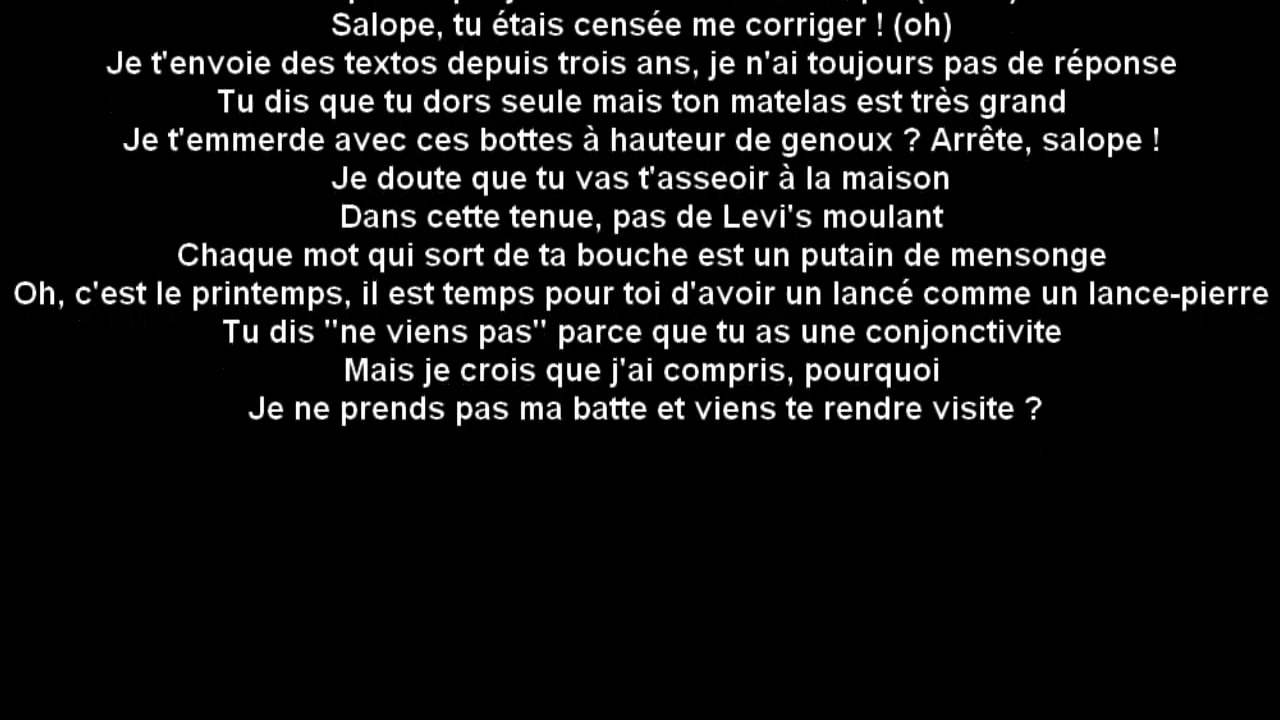 Salope, tu étais censée me corriger ! (oh)
Je t'envoie des textos depuis trois ans, je n'ai toujours pas de réponse
Tu dis que tu dors seule mais ton matelas est très grand
Je t'emmerde avec ces bottes à hauteur de genoux ? Arrête, salope !
Je doute que tu vas t'asseoir à la maison
Dans cette tenue, pas de Levi's moulant
Chaque mot qui sort de ta bouche est un putain de mensonge
Oh, c'est le printemps, il est temps pour toi d'avoir un lancé comme un lance-pierre
Tu dis "ne viens pas" parce que tu as une conjonctivite
Mais je crois que j'ai compris, pourquoi
Je ne prends pas ma batte et viens te rendre visite ?